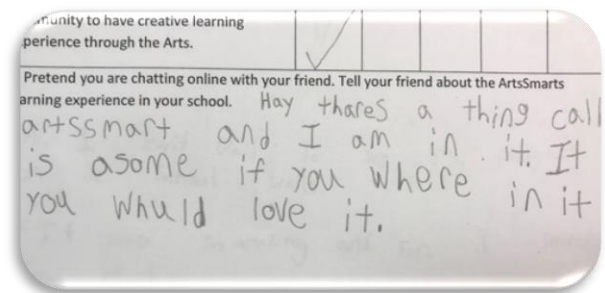 munity to have creative learning
perience through the Arts.
Pretend you are chatting online with your friend. Tell your friend about the ArtsSmarts
arning experience in your school. Hay thares a thing call
artssmart and I am in it. It
is asome if you where in it
you whuld love it.